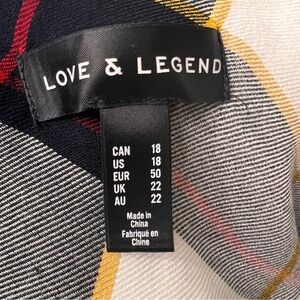 LOVE & LEGEND
CAN 18
US 18
EUR 50
UK 22
AU 22
Made in
China
Fabriqué en
Chine